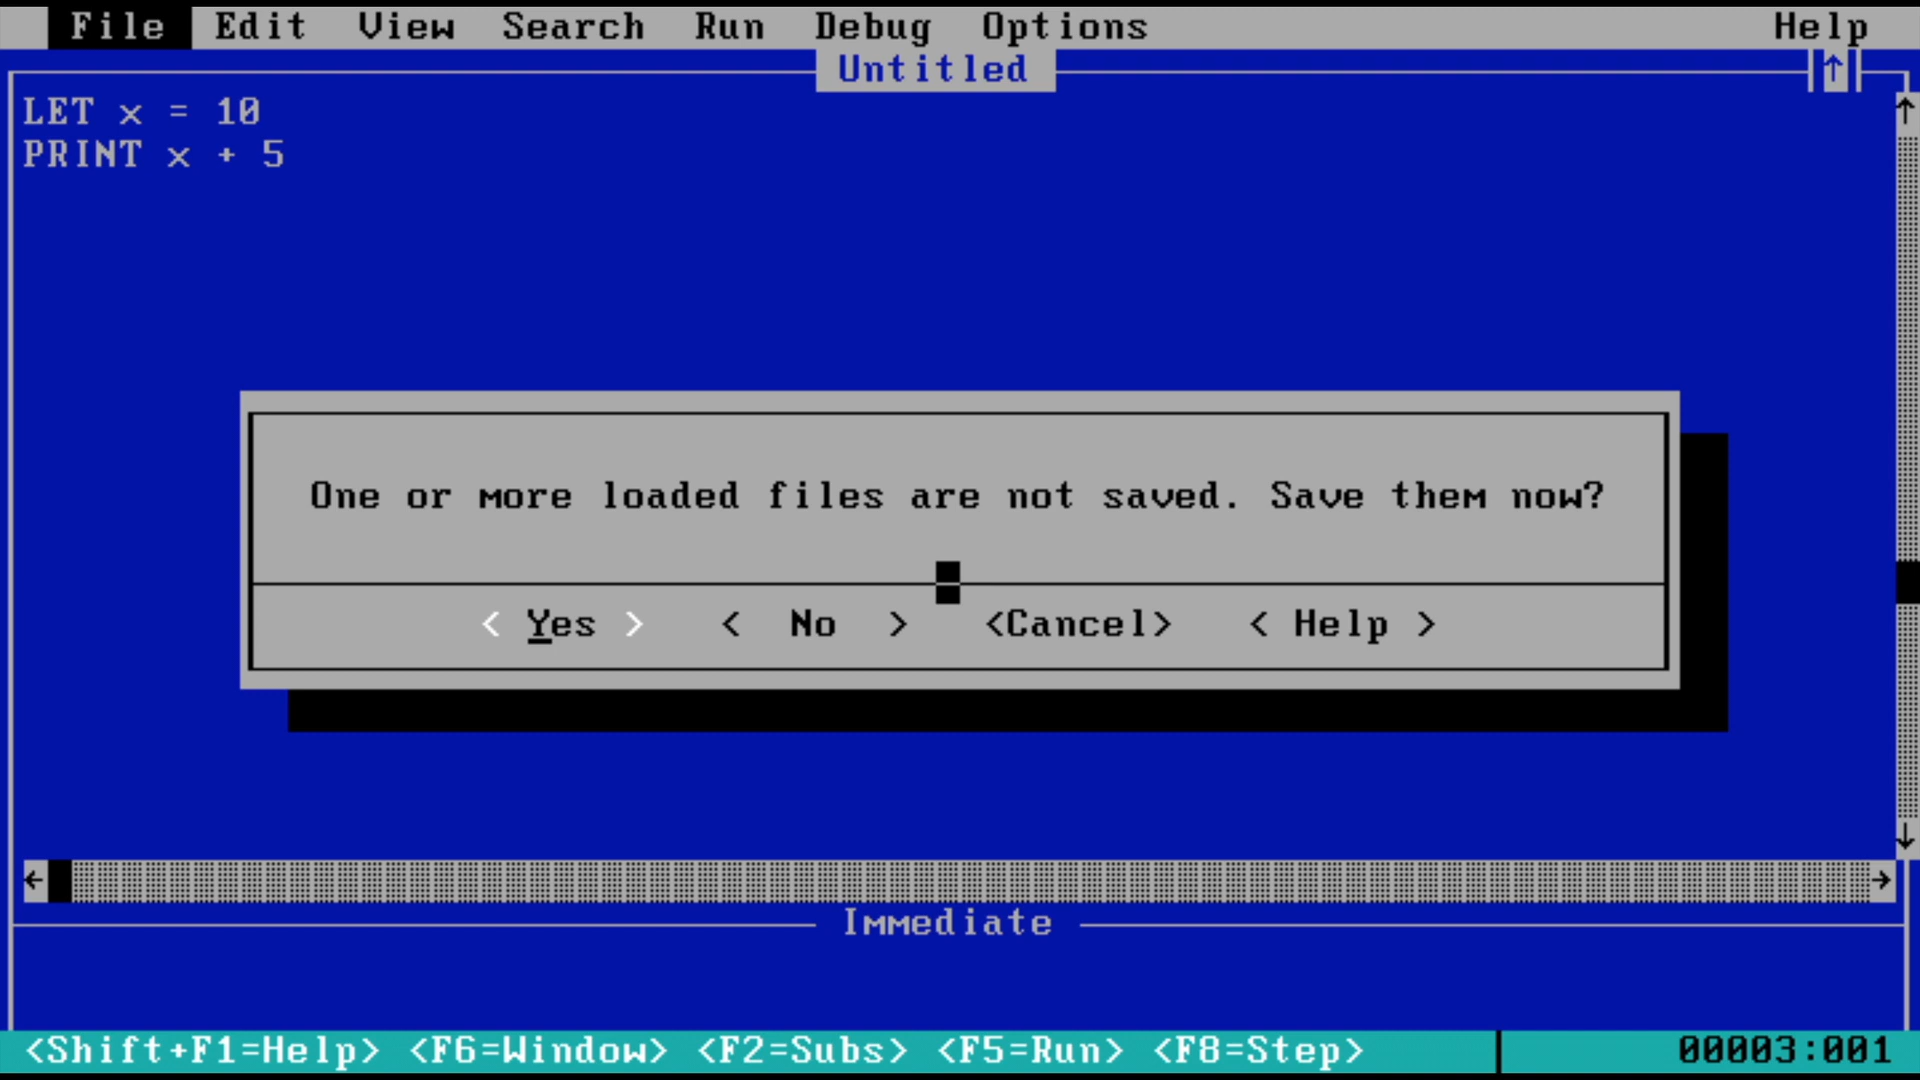 File Edit View Search Run Debug Options Help
Untitled
↑
LET x = 10
PRINT x + 5
One or more loaded files are not saved. Save them now?
< Yes > < No > <Cancel> < Help >
Immediate
<Shift+F1=Help> <F6=Window> <F2=Subs> <F5=Run> <F8=Step> 00003:001